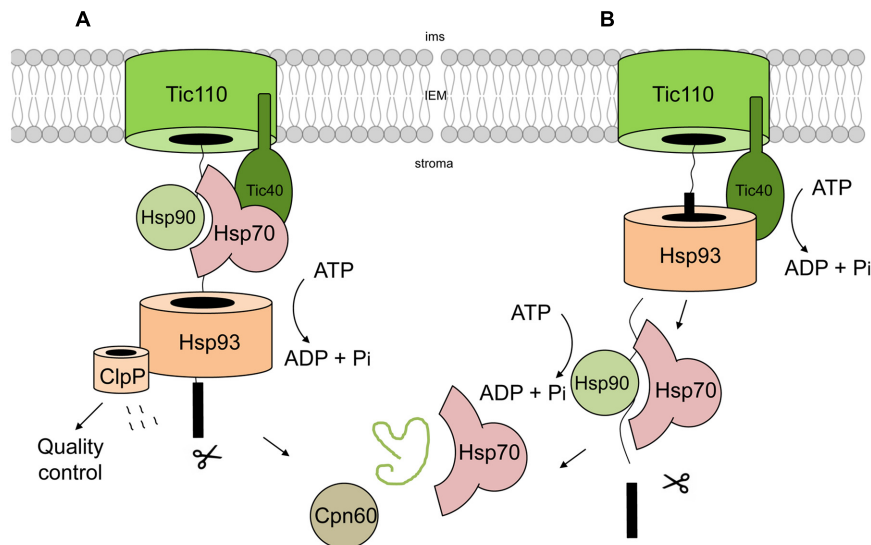 A
B
ims
Tic110
IEM
Tic110
stroma
Tic40
Hsp90
Hsp70
Tic40
ATP
Hsp93
ADP + Pi
ATP
Hsp93
ADP + Pi
ClpP
ATP
ADP + Pi
Hsp90
Hsp70
Quality
control
Hsp70
Cpn60